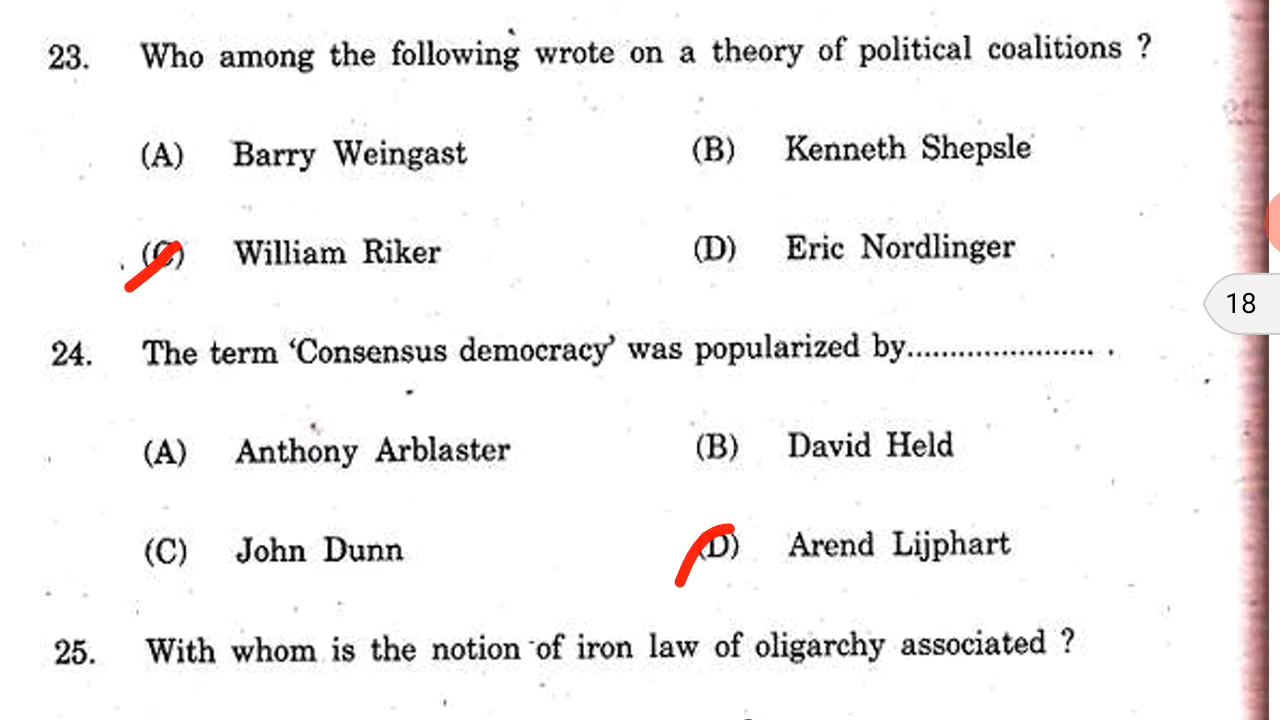 23. Who among the following wrote on a theory of political coalitions ?
(A) Barry Weingast (B) Kenneth Shepsle
(C) William Riker (D) Eric Nordlinger
18
24. The term ‘Consensus democracy’ was popularized by...................... .
(A) Anthony Arblaster (B) David Held
(C) John Dunn (D) Arend Lijphart
25. With whom is the notion of iron law of oligarchy associated ?